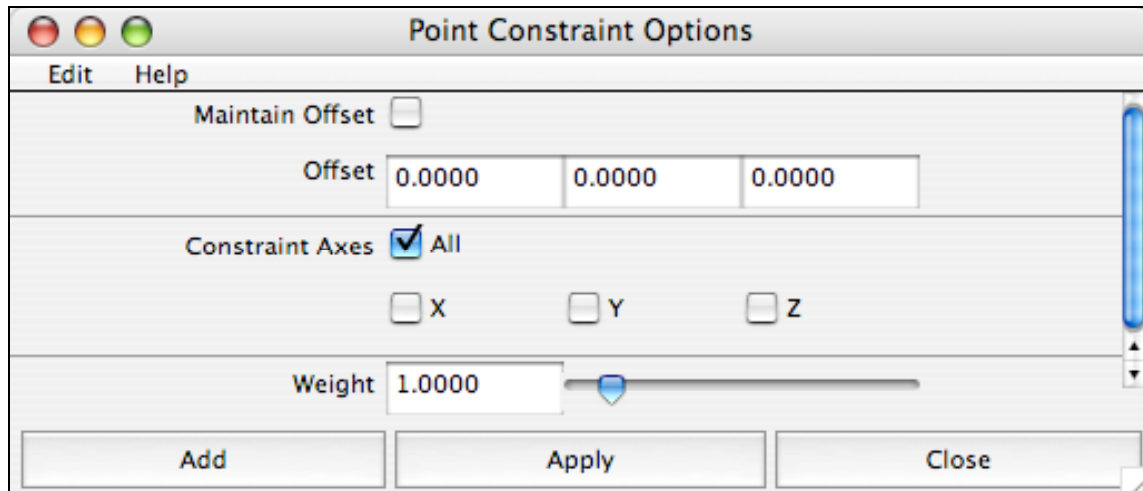 Point Constraint Options
Edit Help
Maintain Offset
Offset 0.0000 0.0000 0.0000
Constraint Axes All
X Y Z
Weight 1.0000
Add Apply Close